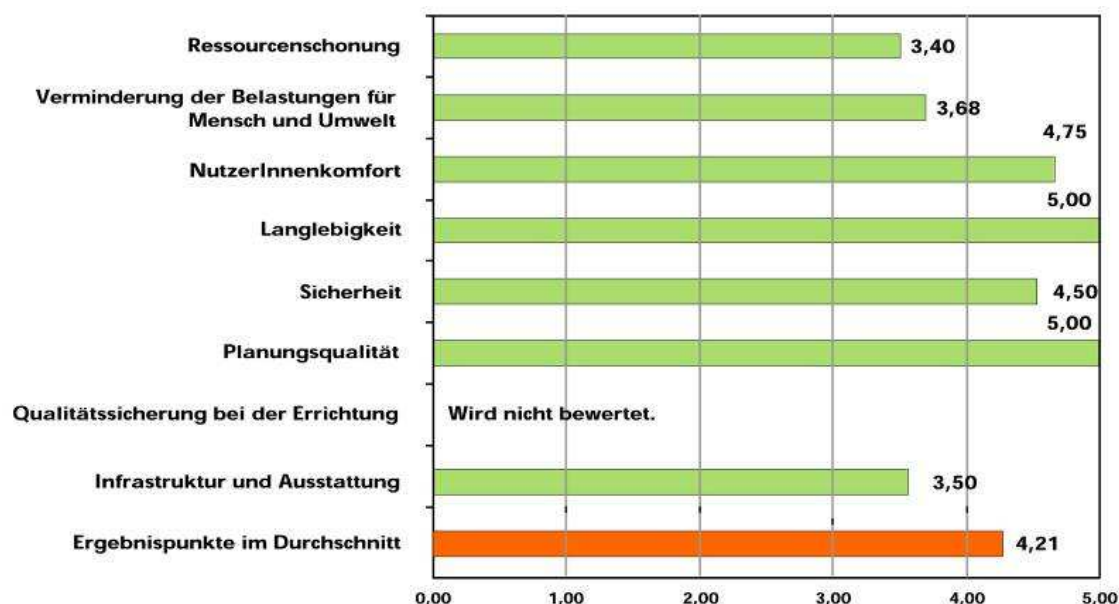 Ressourcenschonung
3,40
Verminderung der Belastungen für
Mensch und Umwelt
3,68
4,75
NutzerInnenkomfort
5,00
Langlebigkeit
Sicherheit
4,50
5,00
Planungsqualität
Qualitätssicherung bei der Errichtung
Wird nicht bewertet.
Infrastruktur und Ausstattung
3,50
Ergebnispunkte im Durchschnitt
4,21
0,00 1,00 2,00 3,00 4,00 5,00